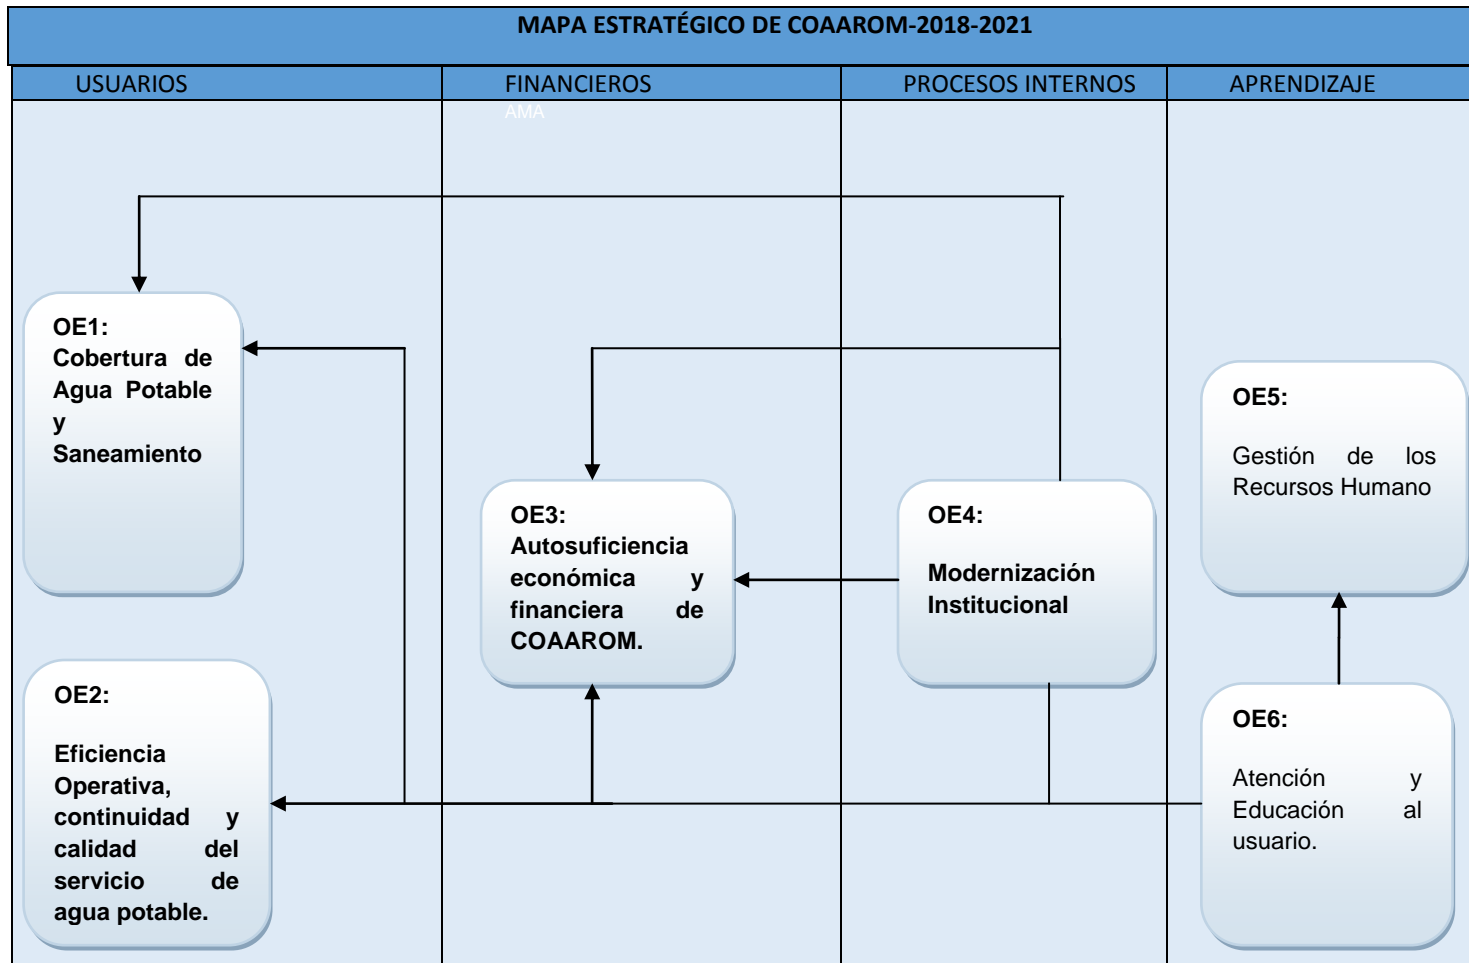 MAPA ESTRATÉGICO DE COAAROM-2018-2021
USUARIOS
FINANCIEROS
PROCESOS INTERNOS
APRENDIZAJE
AMA
OE1:
Cobertura de
Agua Potable
y
Saneamiento
OE2:
Eficiencia
Operativa,
continuidad y
calidad del
servicio de
agua potable.
OE3:
Autosuficiencia
económica y
financiera de
COAAROM.
OE4:
Modernización
Institucional
OE5:
Gestión de los
Recursos Humano
OE6:
Atención y
Educación al
usuario.